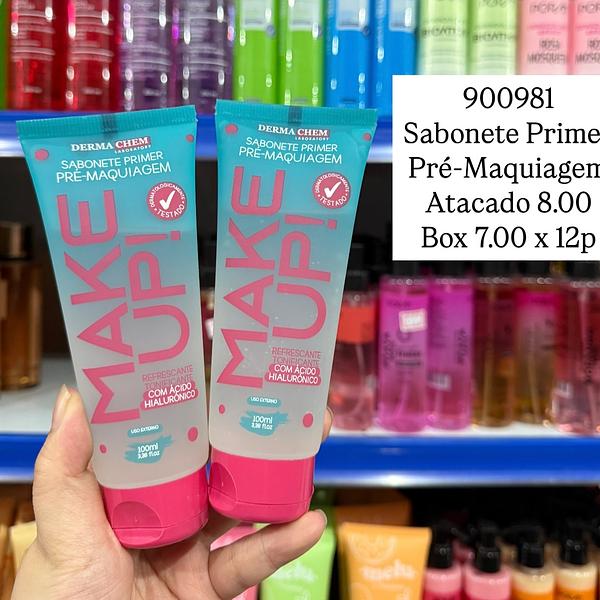 900981
Sabonete Prime
Pré-Maquiagem
Atacado 8.00
Box 7.00 x 12p
DERMA CHEM
LABORATORY
SABONETE PRIMER
PRÉ-MAQUIAGEM
DERMATOLOGICAMENTE
TESTADO
MAKE
UP!
REFRESCANTE
TONIFICANTE
COM ÁCIDO
HIALURÔNICO
USO EXTERNO
100ml
3,38 fl.oz
DERMA CHEM
LABORATORY
SABONETE PRIMER
PRÉ-MAQUIAGEM
DERMATOLOGICAMENTE
TESTADO
MAKE
UP!
REFRESCANTE
TONIFICANTE
COM ÁCIDO
HIALURÔNICO
USO EXTERNO
100ml
3,38 fl.oz